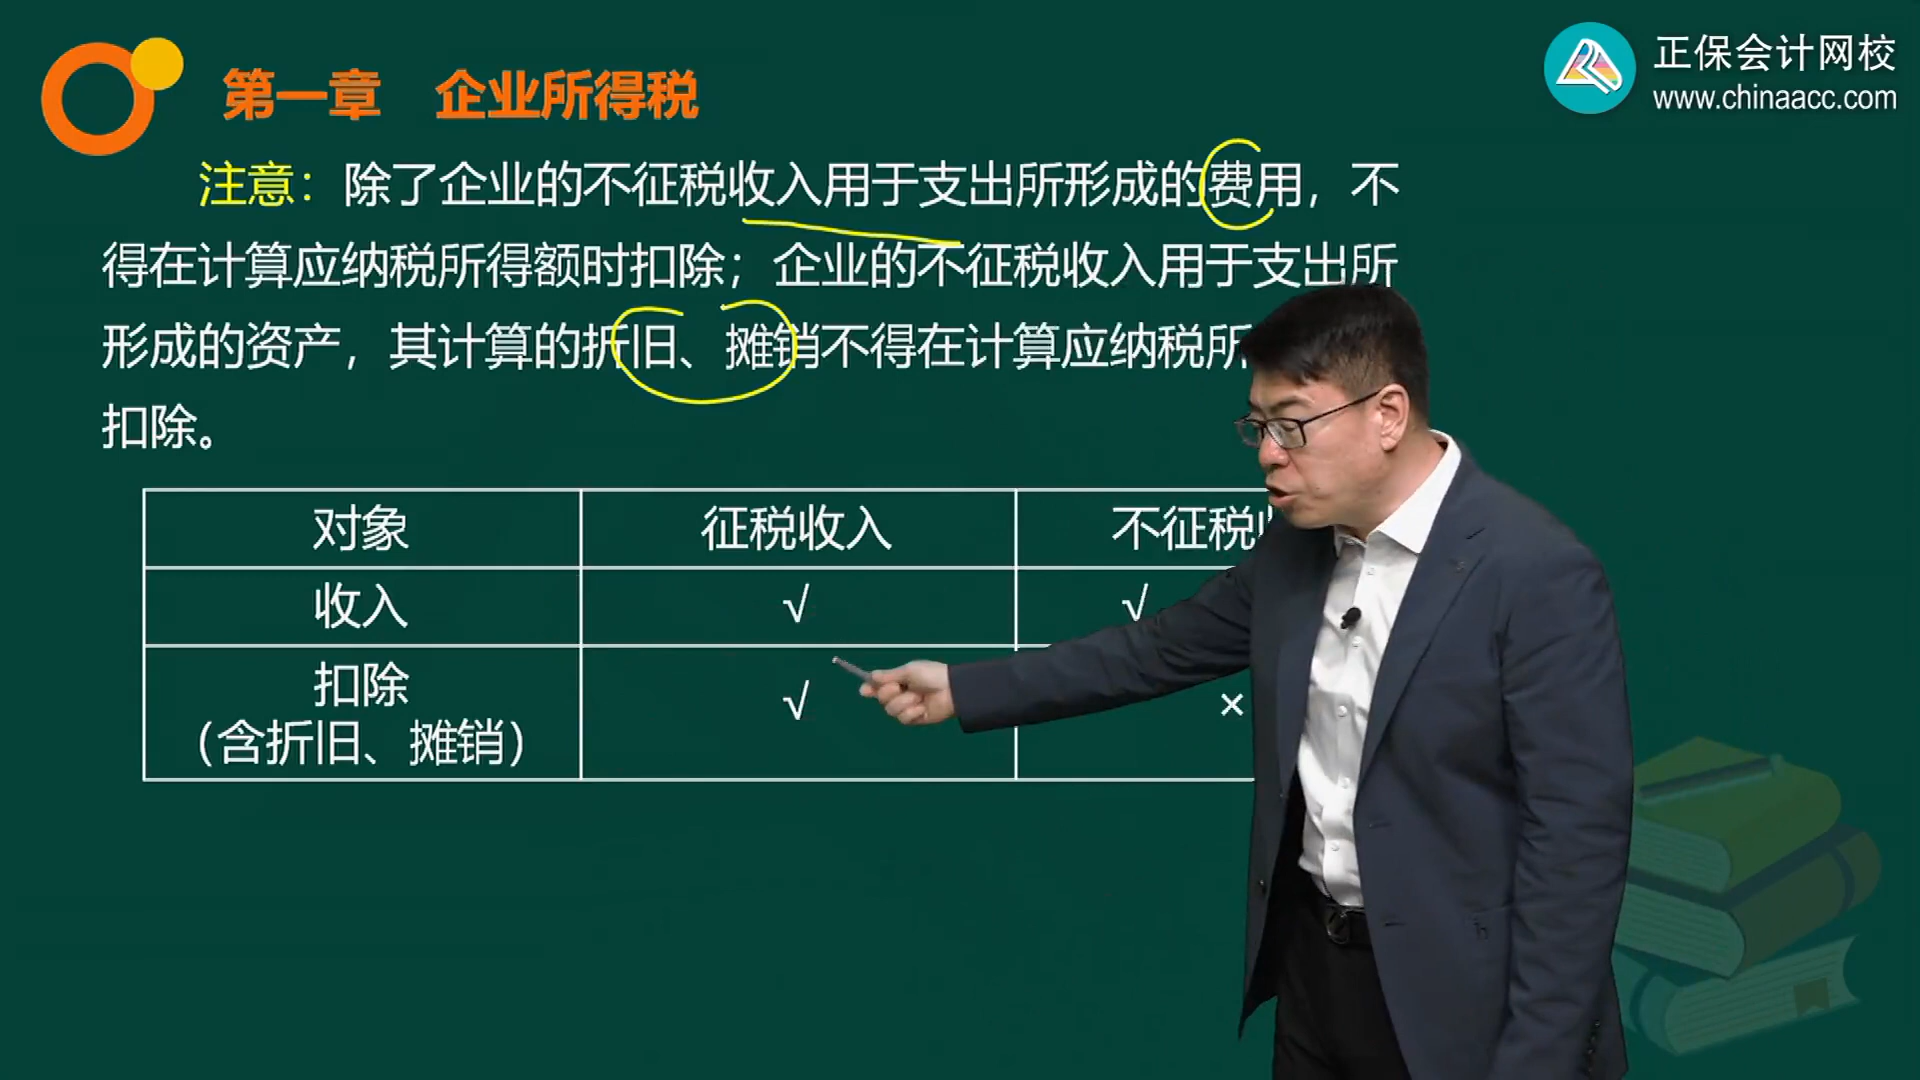 正保会计网校
www.chinaacc.com
第一章 企业所得税
注意：除了企业的不征税收入用于支出所形成的费用，不
得在计算应纳税所得额时扣除；企业的不征税收入用于支出所
形成的资产，其计算的折旧、摊销不得在计算应纳税所
扣除。
对象 征税收入 不征税
收入 √ √
扣除 √ ×
（含折旧、摊销）